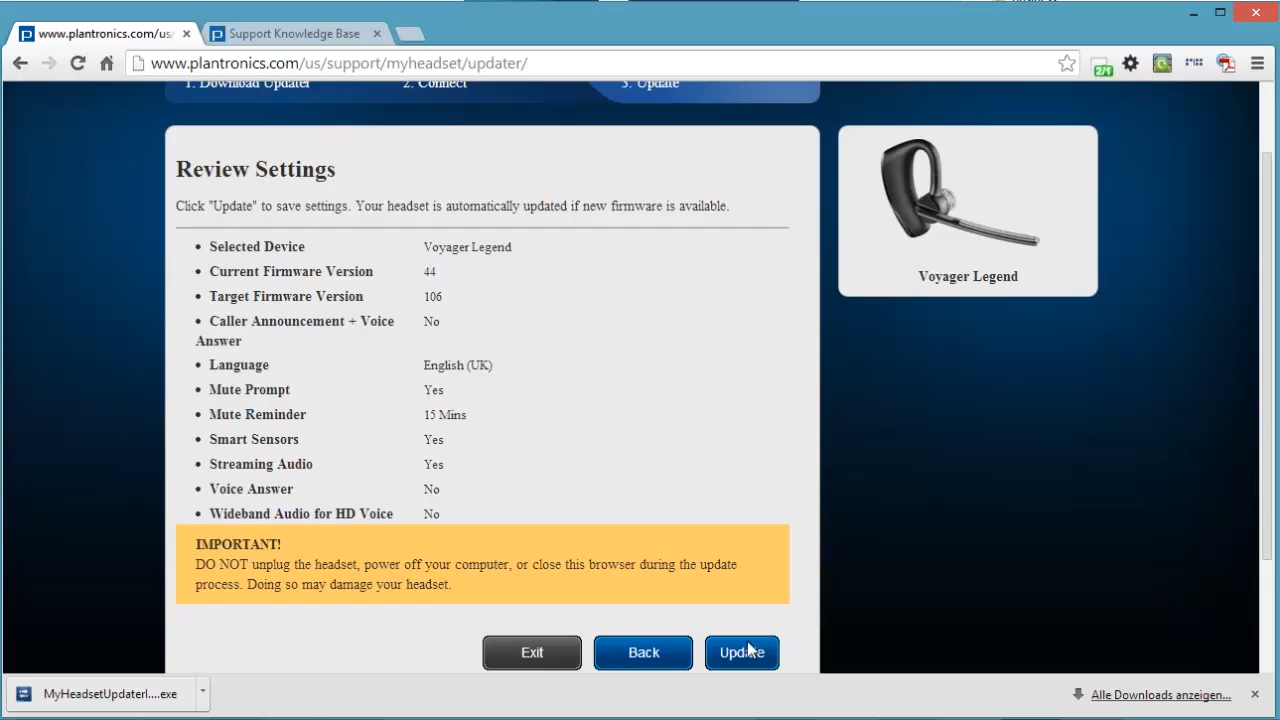 www.plantronics.com/us/
Support Knowledge Base
www.plantronics.com/us/support/myheadset/updater/
2/1
1. Download Updater 2. Connect 3. Update
Review Settings
Click "Update" to save settings. Your headset is automatically updated if new firmware is available.
• Selected Device Voyager Legend
• Current Firmware Version 44
• Target Firmware Version 106
• Caller Announcement + Voice No
Answer
• Language English (UK)
• Mute Prompt Yes
• Mute Reminder 15 Mins
• Smart Sensors Yes
• Streaming Audio Yes
• Voice Answer No
• Wideband Audio for HD Voice No
IMPORTANT!
DO NOT unplug the headset, power off your computer, or close this browser during the update
process. Doing so may damage your headset.
Exit Back Update
Voyager Legend
MyHeadsetUpdaterI....exe
Alle Downloads anzeigen...